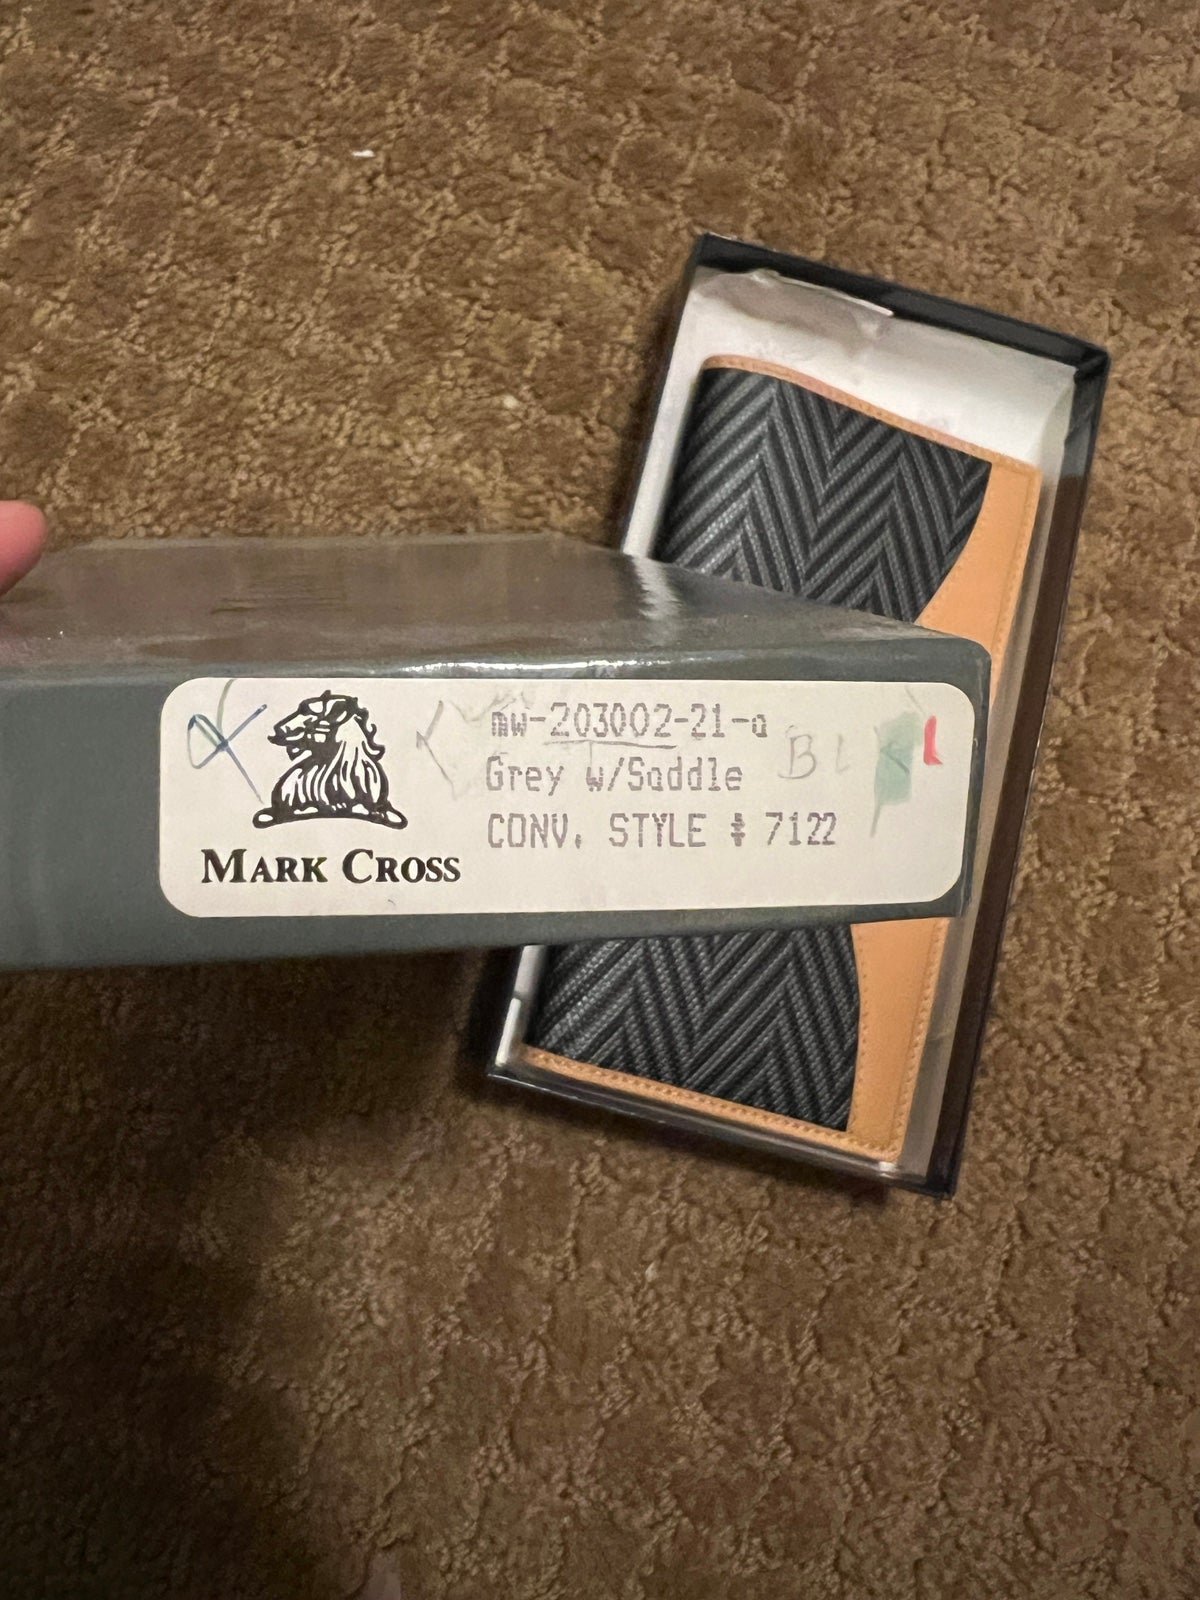 MARK CROSS
mw-203002-21-a
Grey w/Saddle
CONV. STYLE # 7122